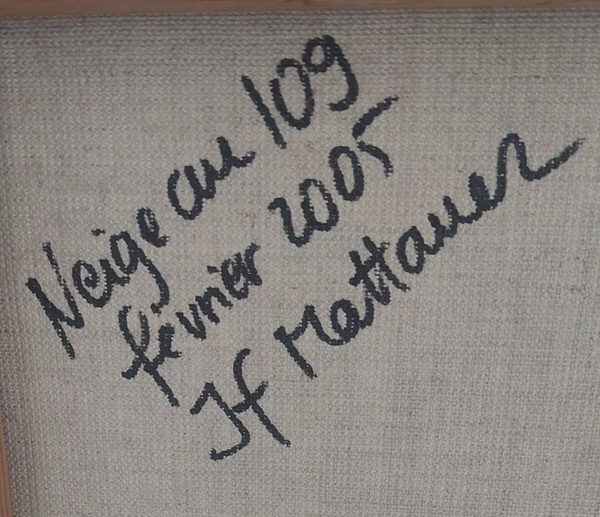 Neige au 109
février 2005
Jf Mattauer